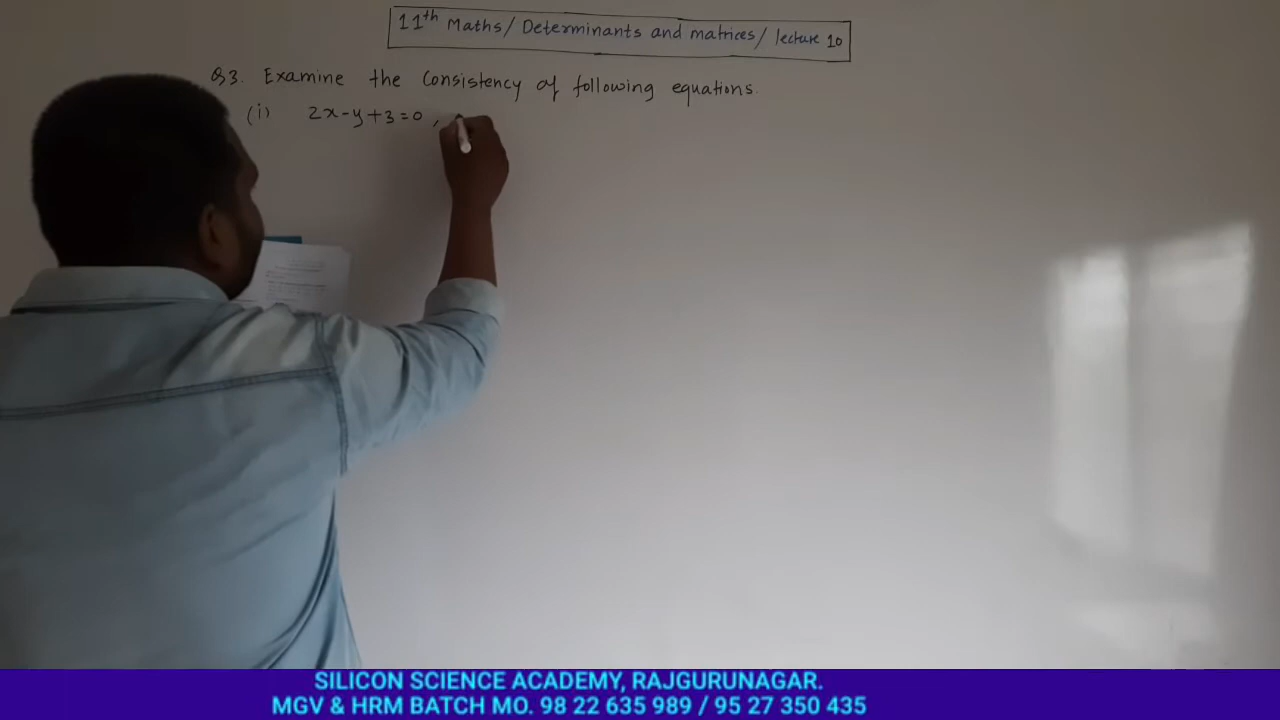 11th Maths/ Determinants and matrices/ lecture 10
Q3. Examine the Consistency of following equations.
(i) 2x-y+3=0 ,
SILICON SCIENCE ACADEMY, RAJGURUNAGAR.
MGV & HRM BATCH MO. 98 22 635 989 / 95 27 350 435